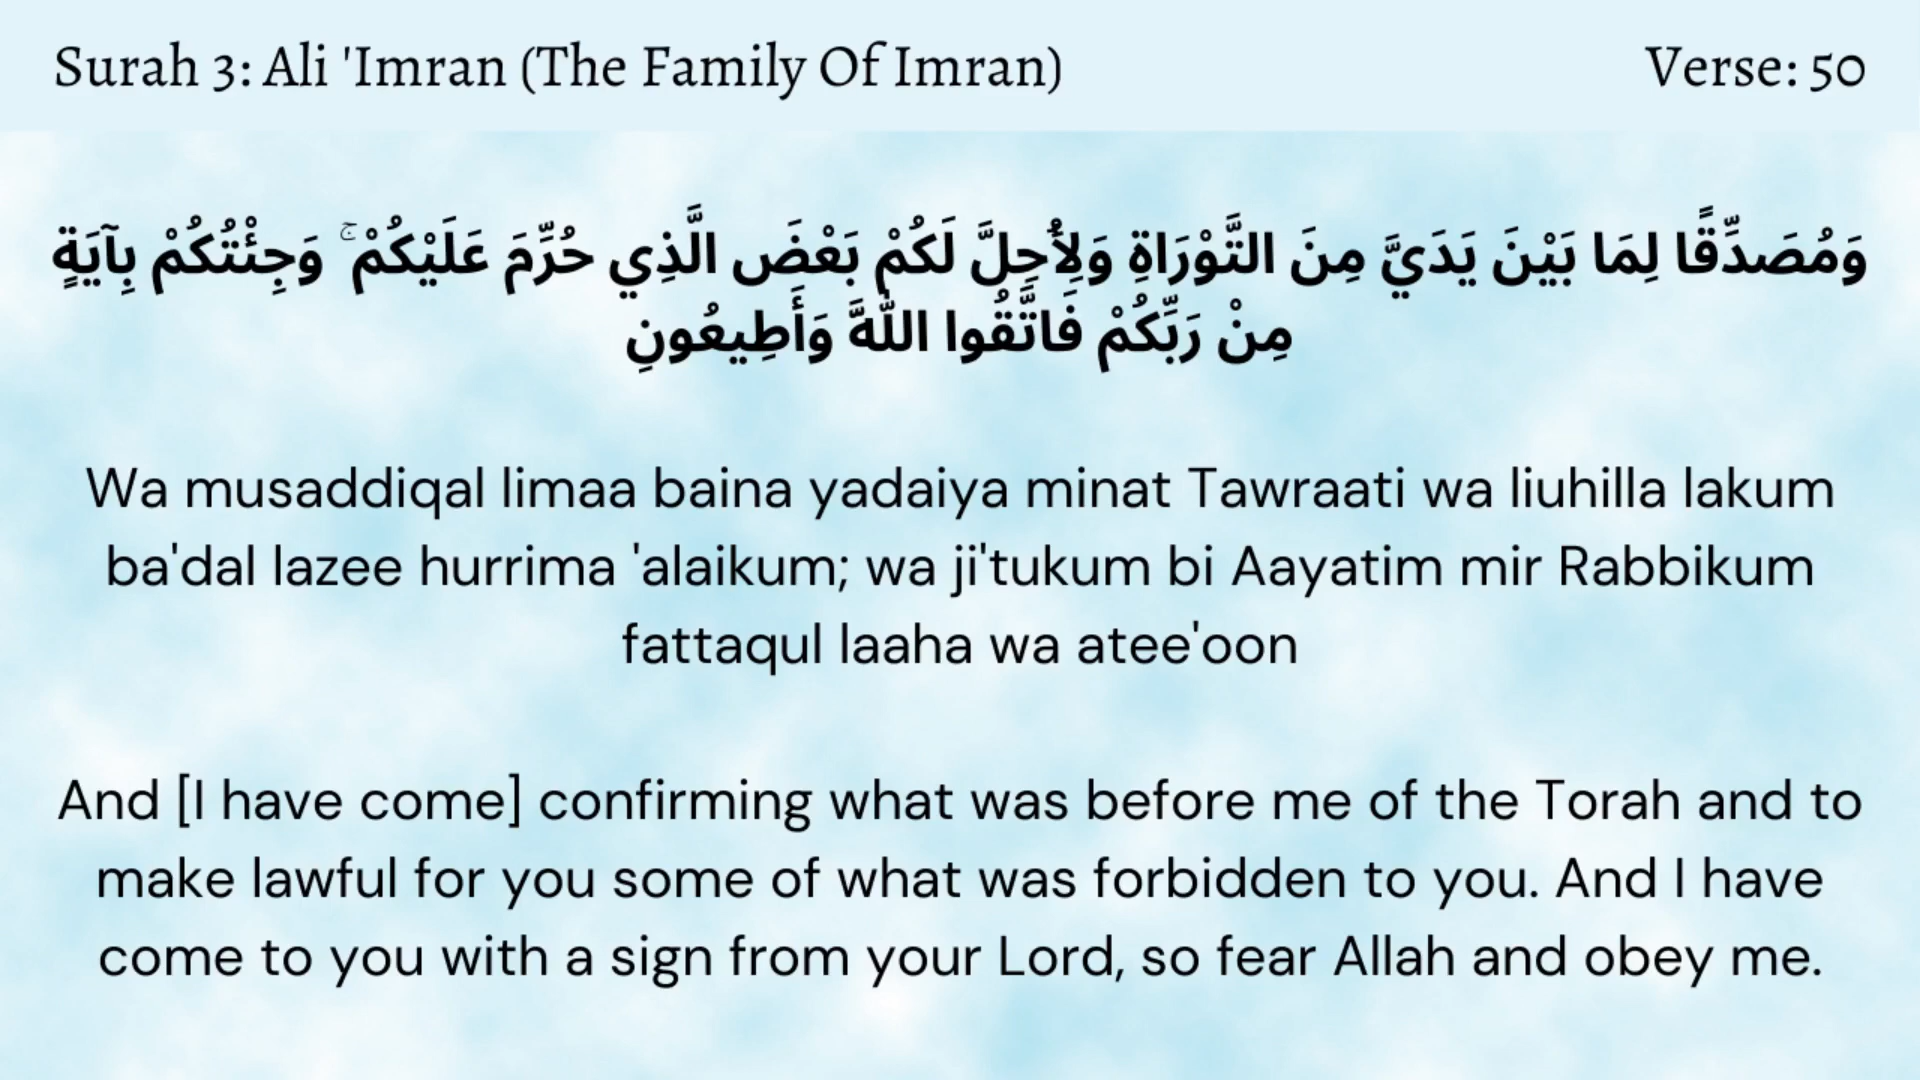 Surah 3: Ali 'Imran (The Family Of Imran)
Verse: 50
وَمُصَدِّقًا لِمَا بَيْنَ يَدَيَّ مِنَ التَّوْرَاةِ وَلِأُحِلَّ لَكُمْ بَعْضَ الَّذِي حُرِّمَ عَلَيْكُمْ ۚ وَجِئْتُكُمْ بِآيَةٍ
مِنْ رَبِّكُمْ فَاتَّقُوا اللَّهَ وَأَطِيعُونِ
Wa musaddiqal limaa baina yadaiya minat Tawraati wa liuhilla lakum
ba'dal lazee hurrima 'alaikum; wa ji'tukum bi Aayatim mir Rabbikum
fattaqul laaha wa atee'oon
And [I have come] confirming what was before me of the Torah and to
make lawful for you some of what was forbidden to you. And I have
come to you with a sign from your Lord, so fear Allah and obey me.